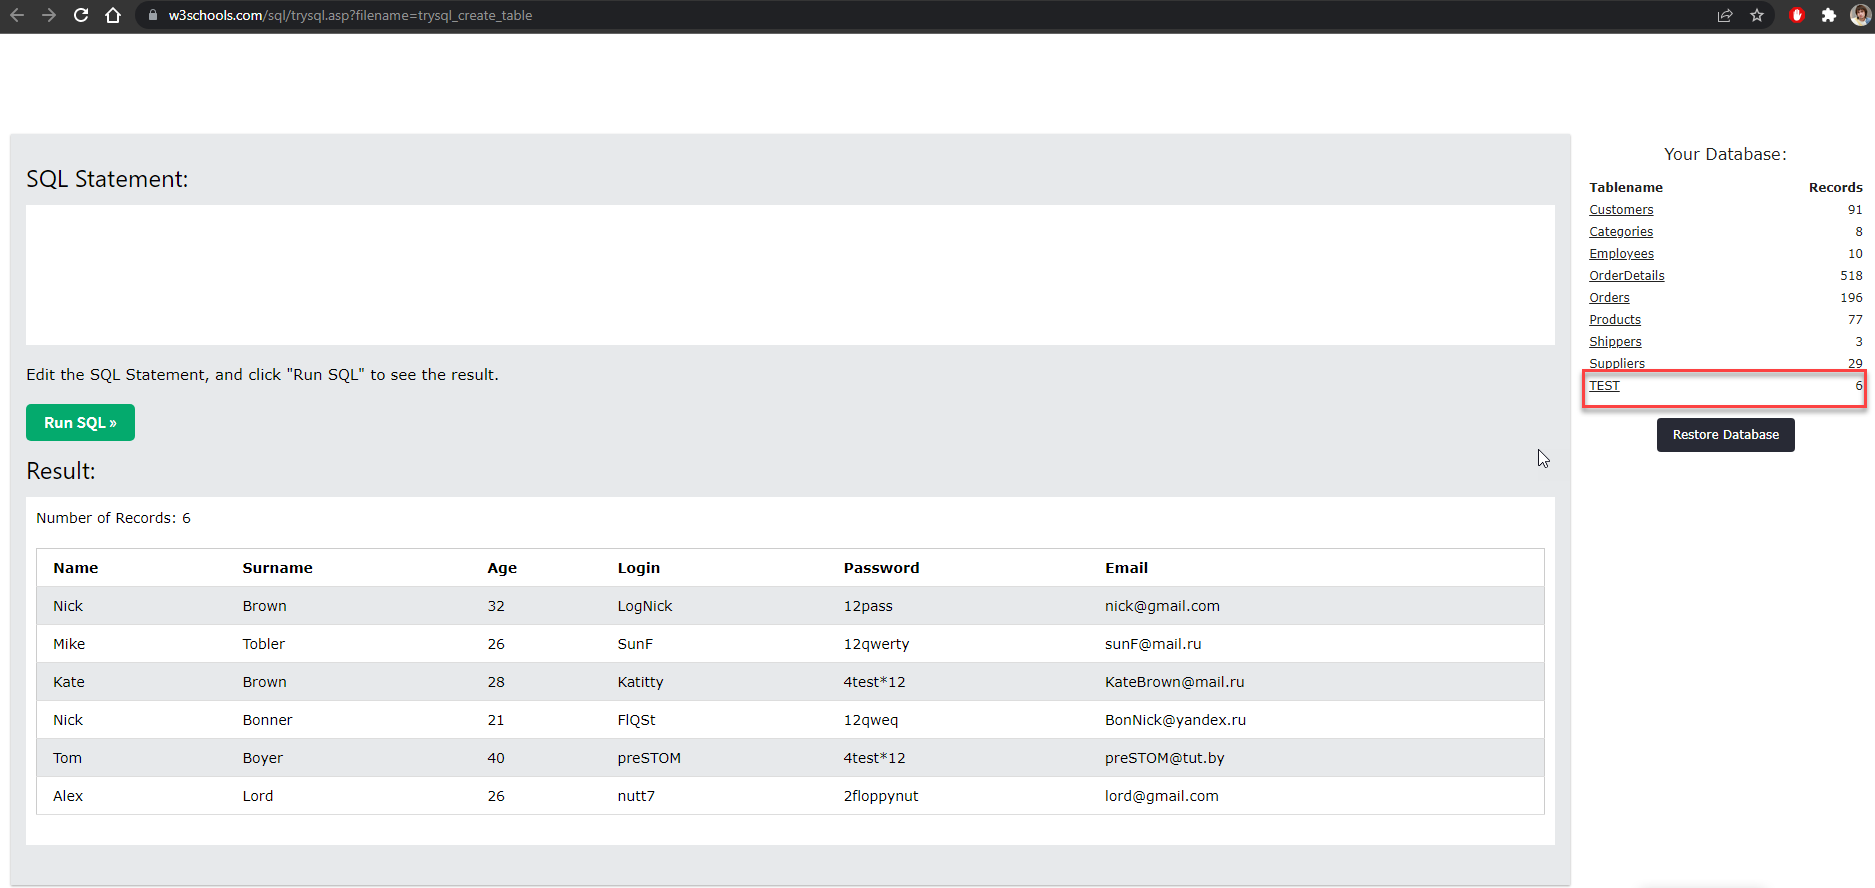 w3schools.com/sql/trysql.asp?filename=trysql_create_table
SQL Statement:
Edit the SQL Statement, and click "Run SQL" to see the result.
Run SQL »
Result:
Number of Records: 6
Name Surname Age Login Password Email
Nick Brown 32 LogNick 12pass nick@gmail.com
Mike Tobler 26 SunF 12qwerty sunF@mail.ru
Kate Brown 28 Katitty 4test*12 KateBrown@mail.ru
Nick Bonner 21 FlQSt 12qweq BonNick@yandex.ru
Tom Boyer 40 preSTOM 4test*12 preSTOM@tut.by
Alex Lord 26 nutt7 2floppynut lord@gmail.com
Your Database:
Tablename Records
Customers 91
Categories 8
Employees 10
OrderDetails 518
Orders 196
Products 77
Shippers 3
Suppliers 29
TEST 6
Restore Database